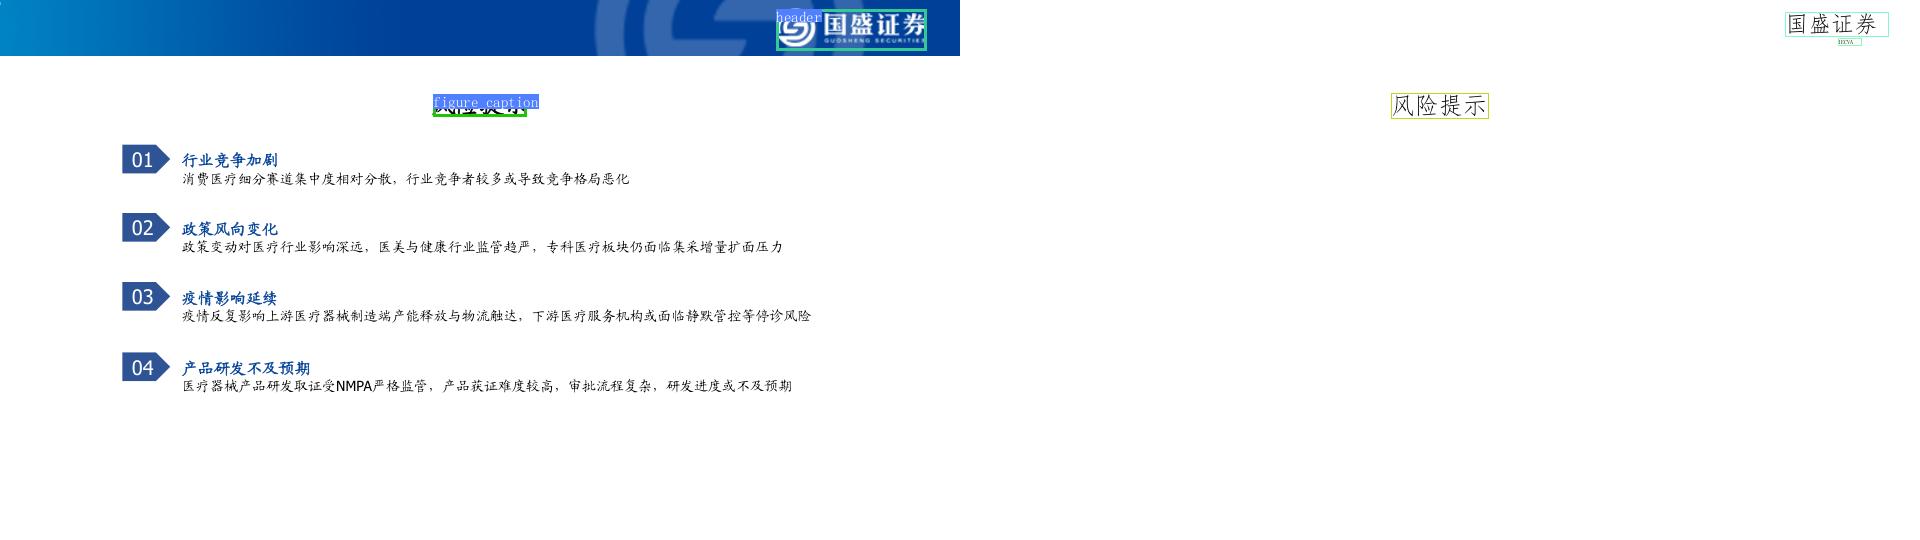 header
国盛证券
GUOSHENG SECURITIES
国盛证券
figure_caption
风险提示
风险提示
01
行业竞争加剧
消费医疗细分赛道集中度相对分散，行业竞争者较多或导致竞争格局恶化
02
政策风向变化
政策变动对医疗行业影响深远，医美与健康行业监管趋严，专科医疗板块仍面临集采增量扩面压力
03
疫情影响延续
疫情反复影响上游医疗器械制造端产能释放与物流触达，下游医疗服务机构或面临静默管控等停诊风险
04
产品研发不及预期
医疗器械产品研发取证受NMPA严格监管，产品获证难度较高，审批流程复杂，研发进度或不及预期